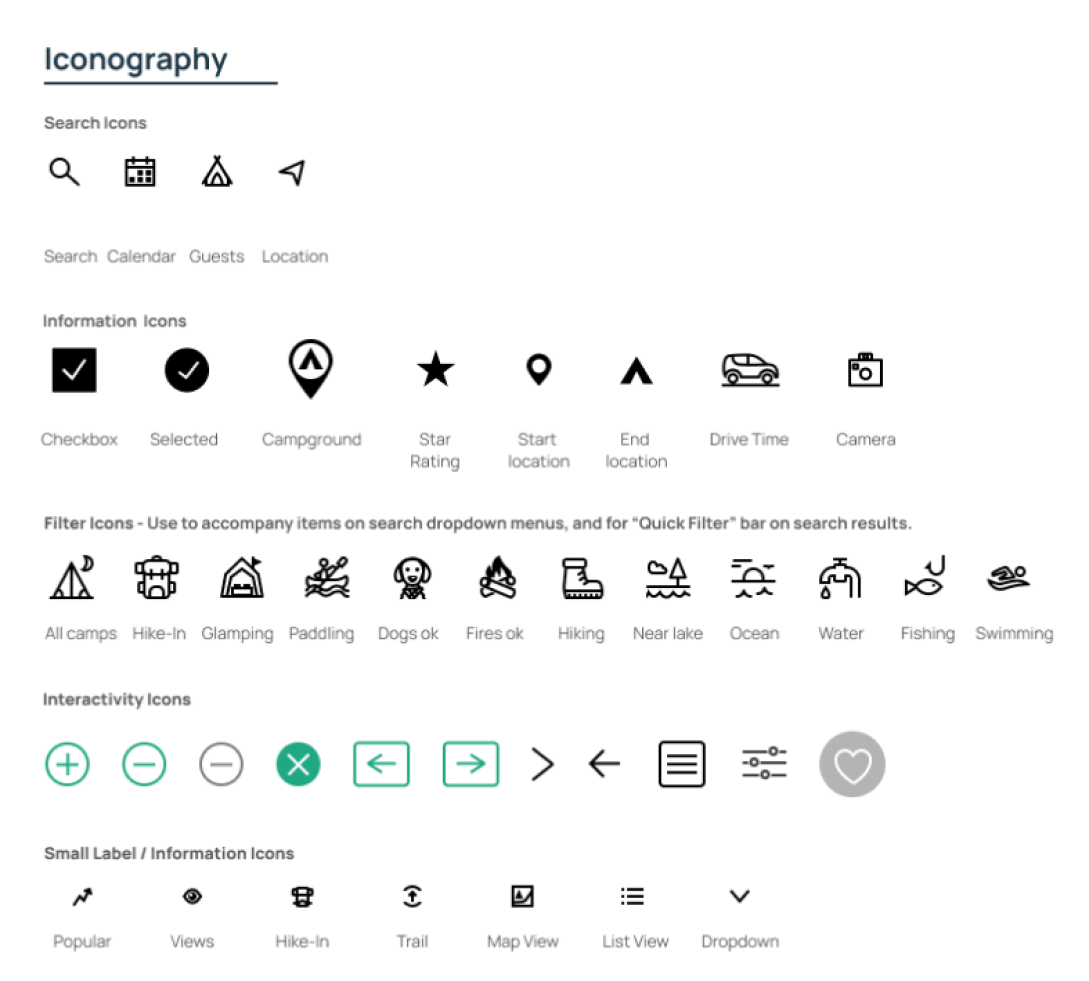 Iconography
Search Icons
Search Calendar Guests Location
Information Icons
Checkbox Selected Campground Star Rating Start location End location Drive Time Camera
Filter Icons - Use to accompany items on search dropdown menus, and for “Quick Filter” bar on search results.
All camps Hike-In Glamping Paddling Dogs ok Fires ok Hiking Near lake Ocean Water Fishing Swimming
Interactivity Icons
Small Label / Information Icons
Popular Views Hike-In Trail Map View List View Dropdown